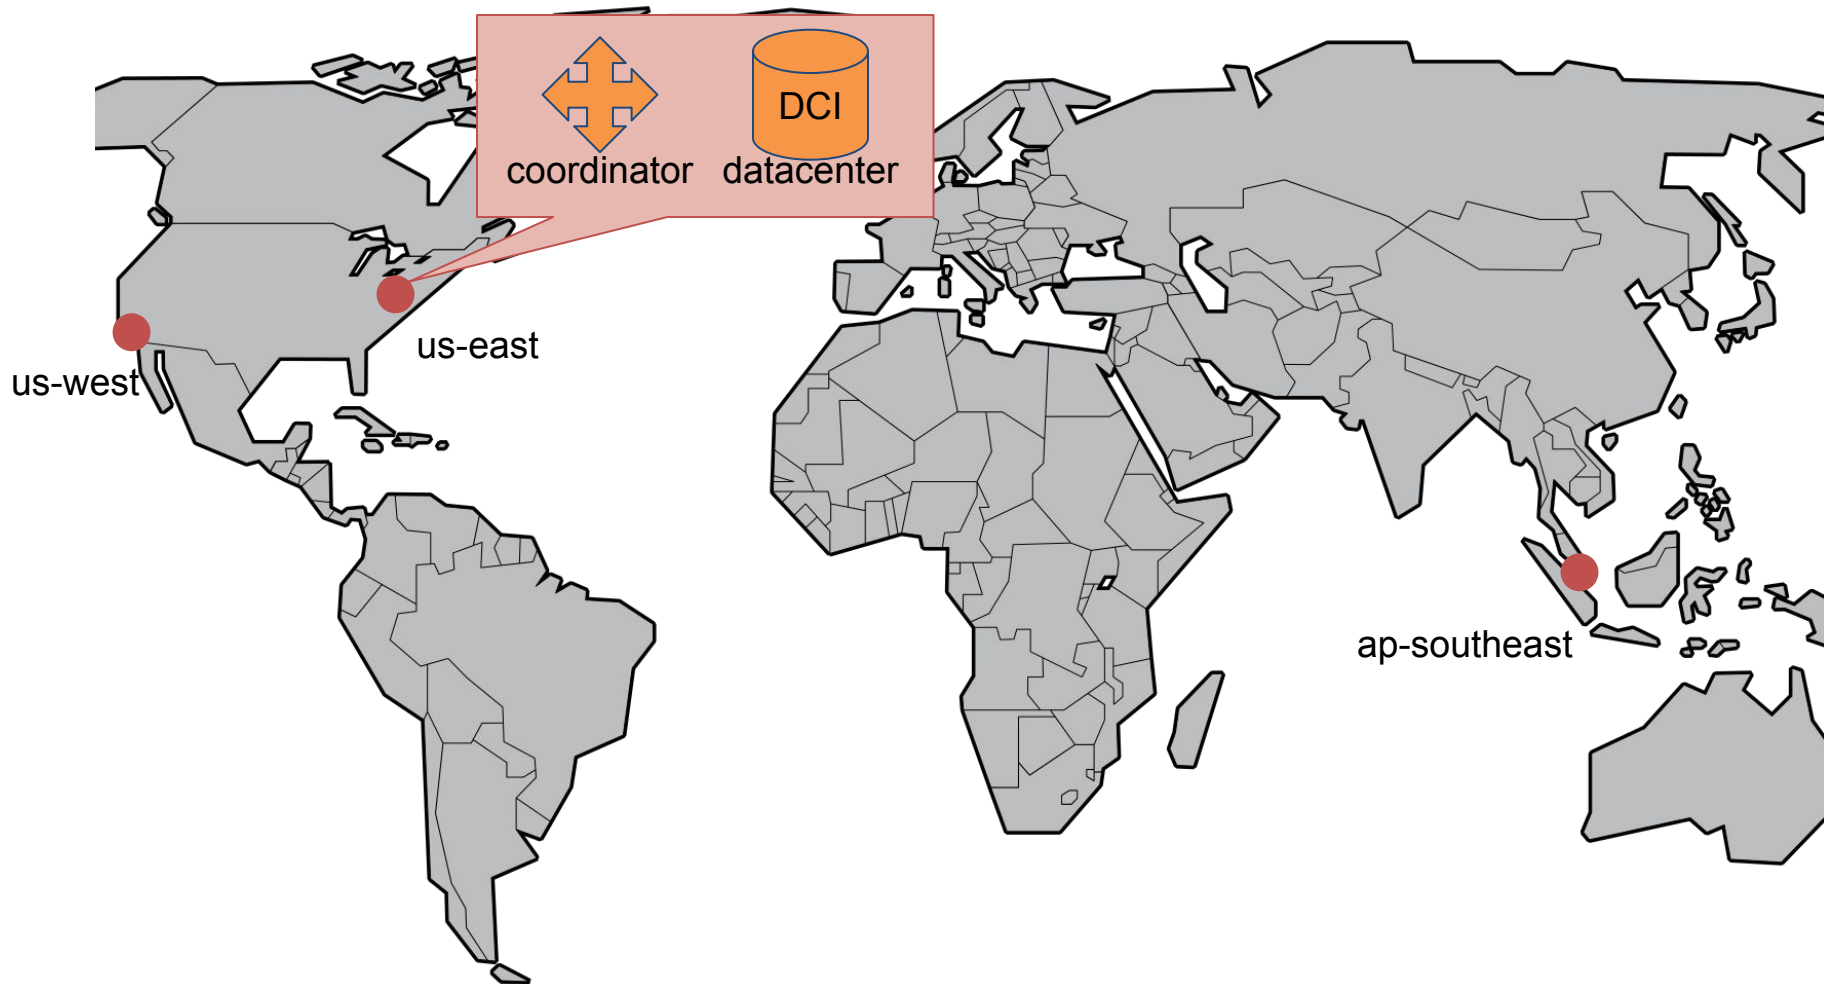 DCI
coordinator
datacenter
us-east
us-west
ap-southeast